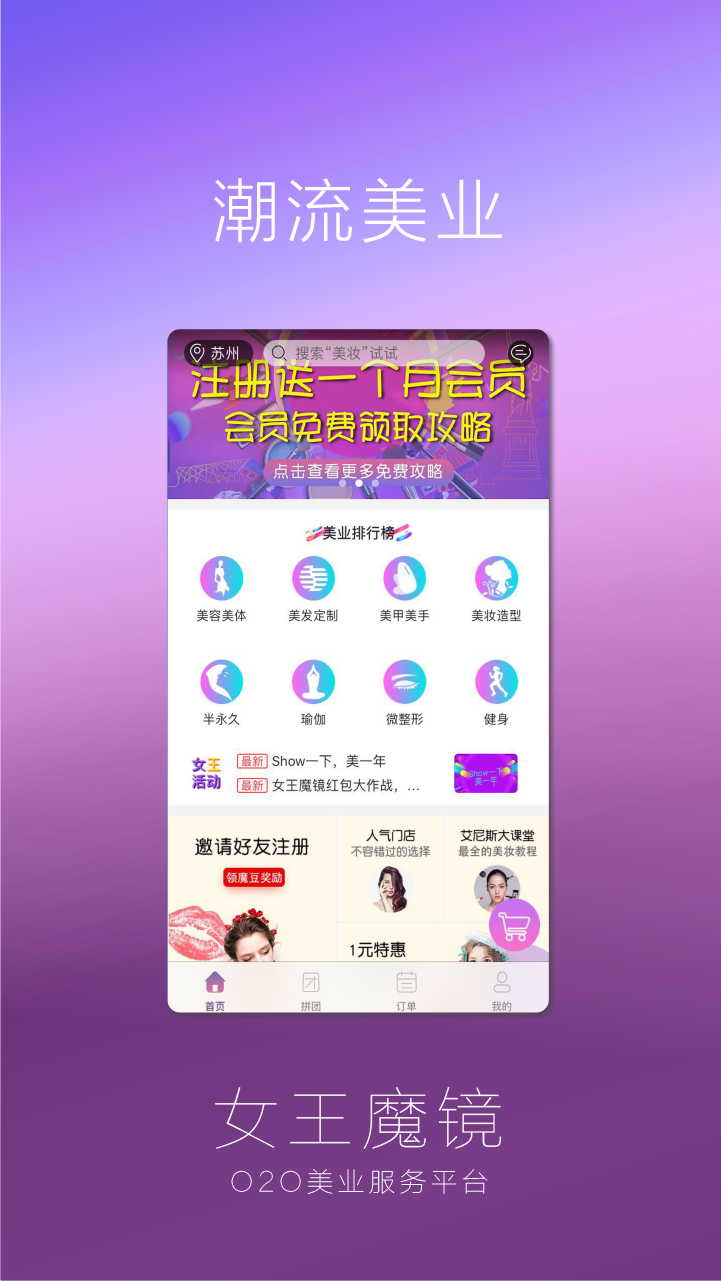 潮流美业
苏州
搜索“美妆”试试
注册送一个月会员
会员免费领取攻略
点击查看更多免费攻略
美业排行榜
美容美体
美发定制
美甲美手
美妆造型
半永久
瑜伽
微整形
健身
女王
活动
最新 Show一下，美一年
最新 女王魔镜红包大作战，...
Show一下
美一年
邀请好友注册
领魔豆奖励
人气门店
不容错过的选择
艾尼斯大课堂
最全的美妆教程
1元特惠
首页
拼团
订单
我的
女王魔镜
O2O美业服务平台